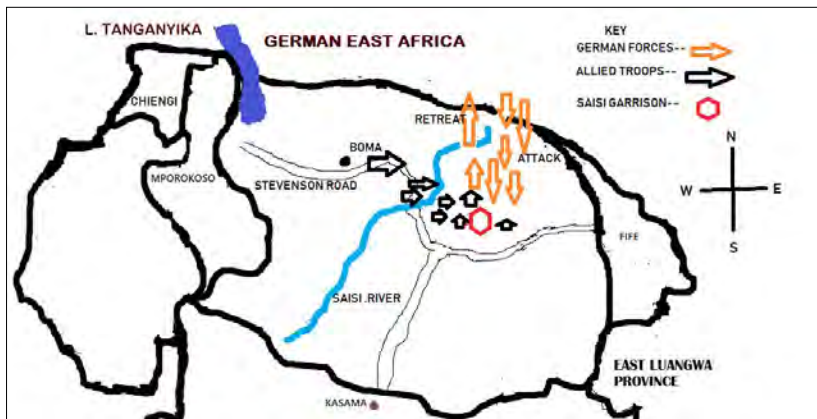 L. TANGANYIKA
GERMAN EAST AFRICA
KEY
GERMAN FORCES--
ALLIED TROOPS--
SAISI GARRISON--
CHIENGI
RETREAT
BOMA
ATTACK
MPOROKOSO
STEVENSON ROAD
N
W
E
S
FIFE
SAISI .RIVER
EAST LUANGWA
PROVINCE
KASAMA